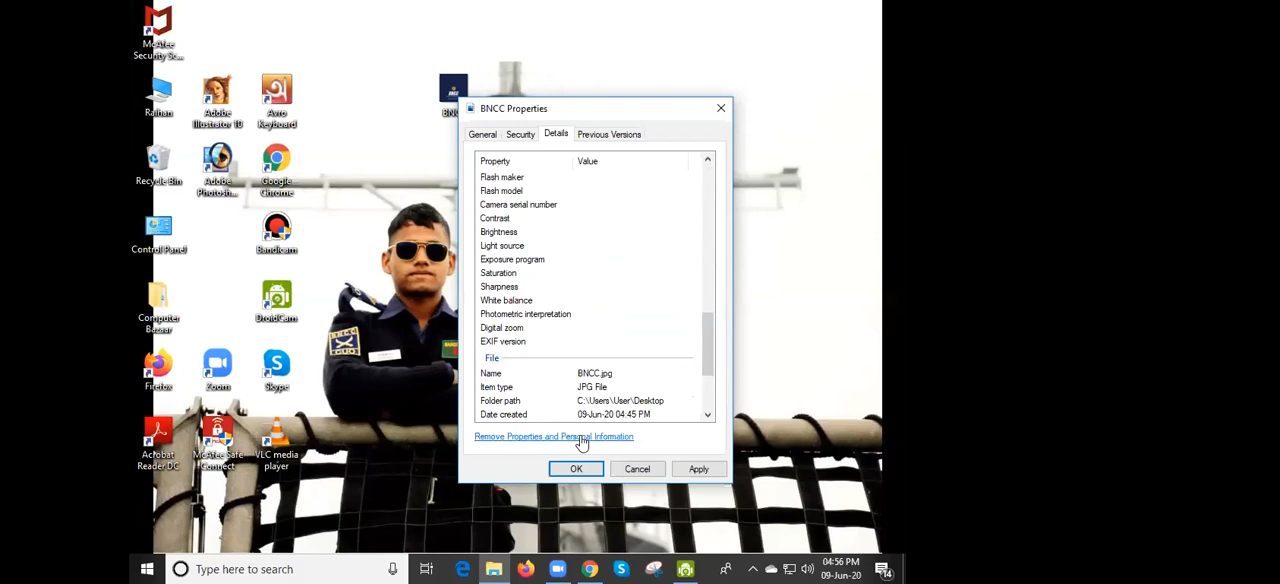 McAfee
Security Sc...
Raihan
Adobe
Illustrator 10
Avro
Keyboard
Recycle Bin
Adobe
Photosh...
Google
Chrome
Control Panel
Bandicam
Computer
Bazaar
DroidCam
Firefox
Zoom
Skype
Acrobat
Reader DC
McAfee Safe
Connect
VLC media
player
BNCC
BNCC Properties
General
Security
Details
Previous Versions
Property Value
Flash maker
Flash model
Camera serial number
Contrast
Brightness
Light source
Exposure program
Saturation
Sharpness
White balance
Photometric interpretation
Digital zoom
EXIF version
File
Name BNCC.jpg
Item type JPG File
Folder path C:\Users\User\Desktop
Date created 09-Jun-20 04:45 PM
Remove Properties and Personal Information
OK
Cancel
Apply
Type here to search
04:56 PM
09-Jun-20
14